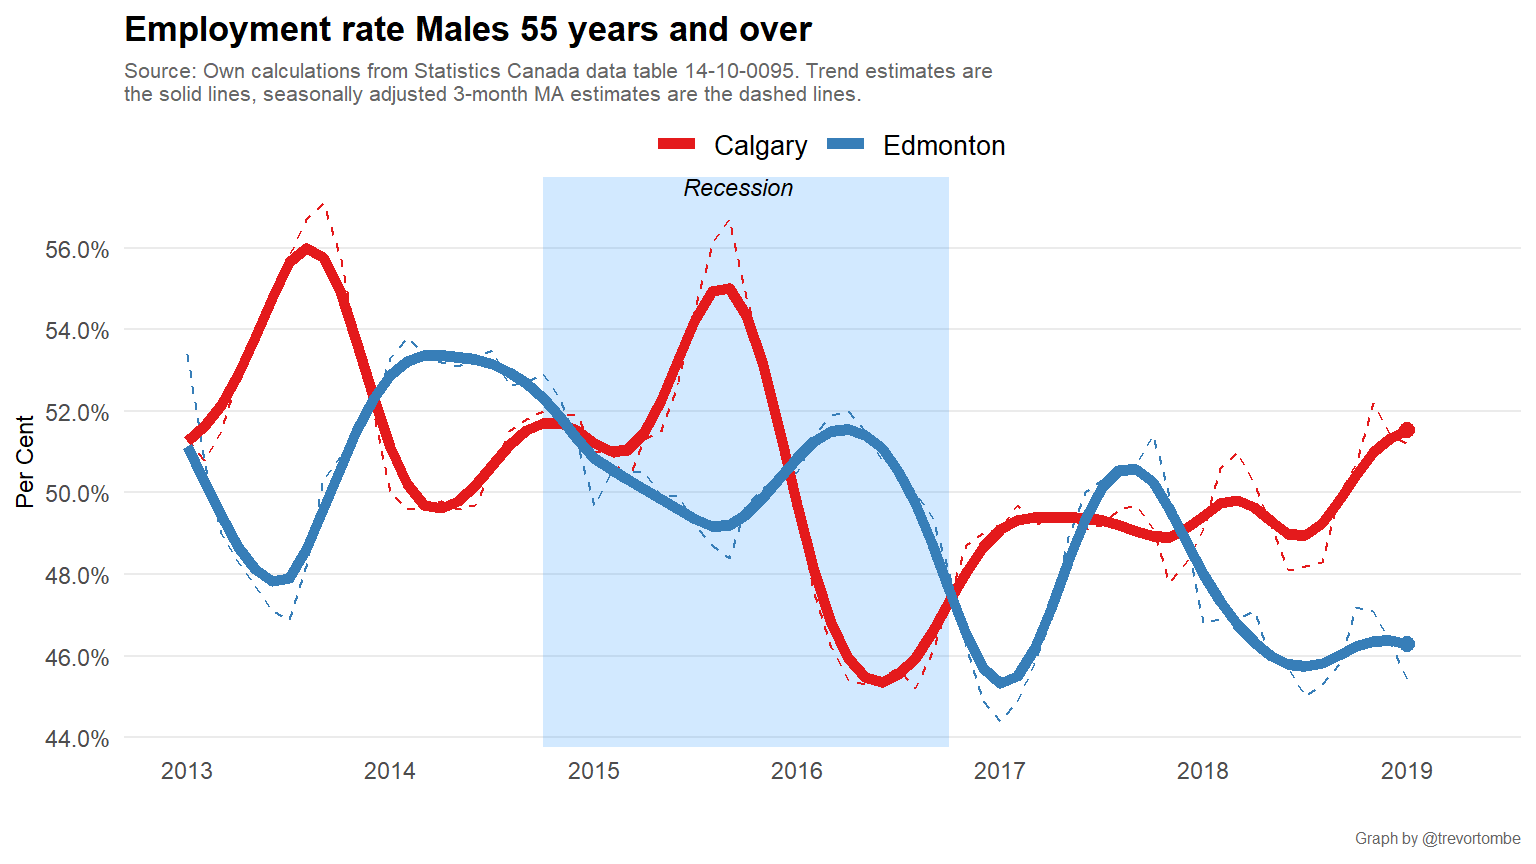 Employment rate Males 55 years and over
Source: Own calculations from Statistics Canada data table 14-10-0095. Trend estimates are
the solid lines, seasonally adjusted 3-month MA estimates are the dashed lines.
Calgary Edmonton
Recession
Per Cent
56.0%
54.0%
52.0%
50.0%
48.0%
46.0%
44.0%
2013 2014 2015 2016 2017 2018 2019
Graph by @trevortombe